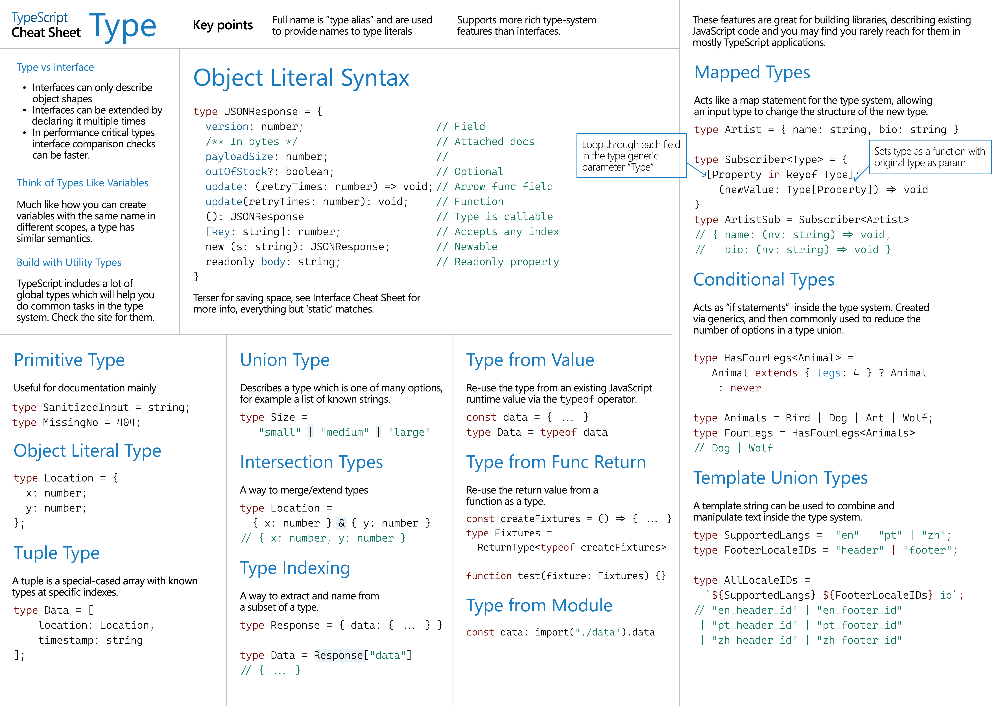 TypeScript
Cheat Sheet
Type
Key points
Full name is “type alias” and are used
to provide names to type literals
Supports more rich type-system
features than interfaces.
Type vs Interface
• Interfaces can only describe
object shapes
• Interfaces can be extended by
declaring it multiple times
• In performance critical types
interface comparison checks
can be faster.
Think of Types Like Variables
Much like how you can create
variables with the same name in
different scopes, a type has
similar semantics.
Build with Utility Types
TypeScript includes a lot of
global types which will help you
do common tasks in the type
system. Check the site for them.
Object Literal Syntax
type JSONResponse = {
  version: number; // Field
  /** In bytes */ // Attached docs
  payloadSize: number; //
  outOfStock?: boolean; // Optional
  update: (retryTimes: number) => void; // Arrow func field
  update(retryTimes: number): void; // Function
  (): JSONResponse // Type is callable
  [key: string]: number; // Accepts any index
  new (s: string): JSONResponse; // Newable
  readonly body: string; // Readonly property
}
Terser for saving space, see Interface Cheat Sheet for
more info, everything but ‘static’ matches.
Primitive Type
Useful for documentation mainly
type SanitizedInput = string;
type MissingNo = 404;
Object Literal Type
type Location = {
  x: number;
  y: number;
};
Tuple Type
A tuple is a special-cased array with known
types at specific indexes.
type Data = [
    location: Location,
    timestamp: string
];
Union Type
Describes a type which is one of many options,
for example a list of known strings.
type Size =
   "small" | "medium" | "large"
Intersection Types
A way to merge/extend types
type Location =
  { x: number } & { y: number }
// { x: number, y: number }
Type Indexing
A way to extract and name from
a subset of a type.
type Response = { data: { ... } }
type Data = Response["data"]
// { ... }
Type from Value
Re-use the type from an existing JavaScript
runtime value via the typeof operator.
const data = { ... }
type Data = typeof data
Type from Func Return
Re-use the return value from a
function as a type.
const createFixtures = () => { ... }
type Fixtures =
  ReturnType<typeof createFixtures>
function test(fixture: Fixtures) {}
Type from Module
const data: import("./data").data
These features are great for building libraries, describing existing
JavaScript code and you may find you rarely reach for them in
mostly TypeScript applications.
Mapped Types
Acts like a map statement for the type system, allowing
an input type to change the structure of the new type.
type Artist = { name: string, bio: string }
Loop through each field
in the type generic
parameter “Type”
Sets type as a function with
original type as param
type Subscriber<Type> = {
  [Property in keyof Type]:
    (newValue: Type[Property]) => void
}
type ArtistSub = Subscriber<Artist>
// { name: (nv: string) => void,
//   bio: (nv: string) => void }
Conditional Types
Acts as “if statements”  inside the type system. Created
via generics, and then commonly used to reduce the
number of options in a type union.
type HasFourLegs<Animal> =
   Animal extends { legs: 4 } ? Animal
    : never
type Animals = Bird | Dog | Ant | Wolf;
type FourLegs = HasFourLegs<Animals>
// Dog | Wolf
Template Union Types
A template string can be used to combine and
manipulate text inside the type system.
type SupportedLangs =  "en" | "pt" | "zh";
type FooterLocaleIDs = "header" | "footer";
type AllLocaleIDs =
  `${SupportedLangs}_${FooterLocaleIDs}_id`;
// "en_header_id" | "en_footer_id"
 | "pt_header_id" | "pt_footer_id"
 | "zh_header_id" | "zh_footer_id"